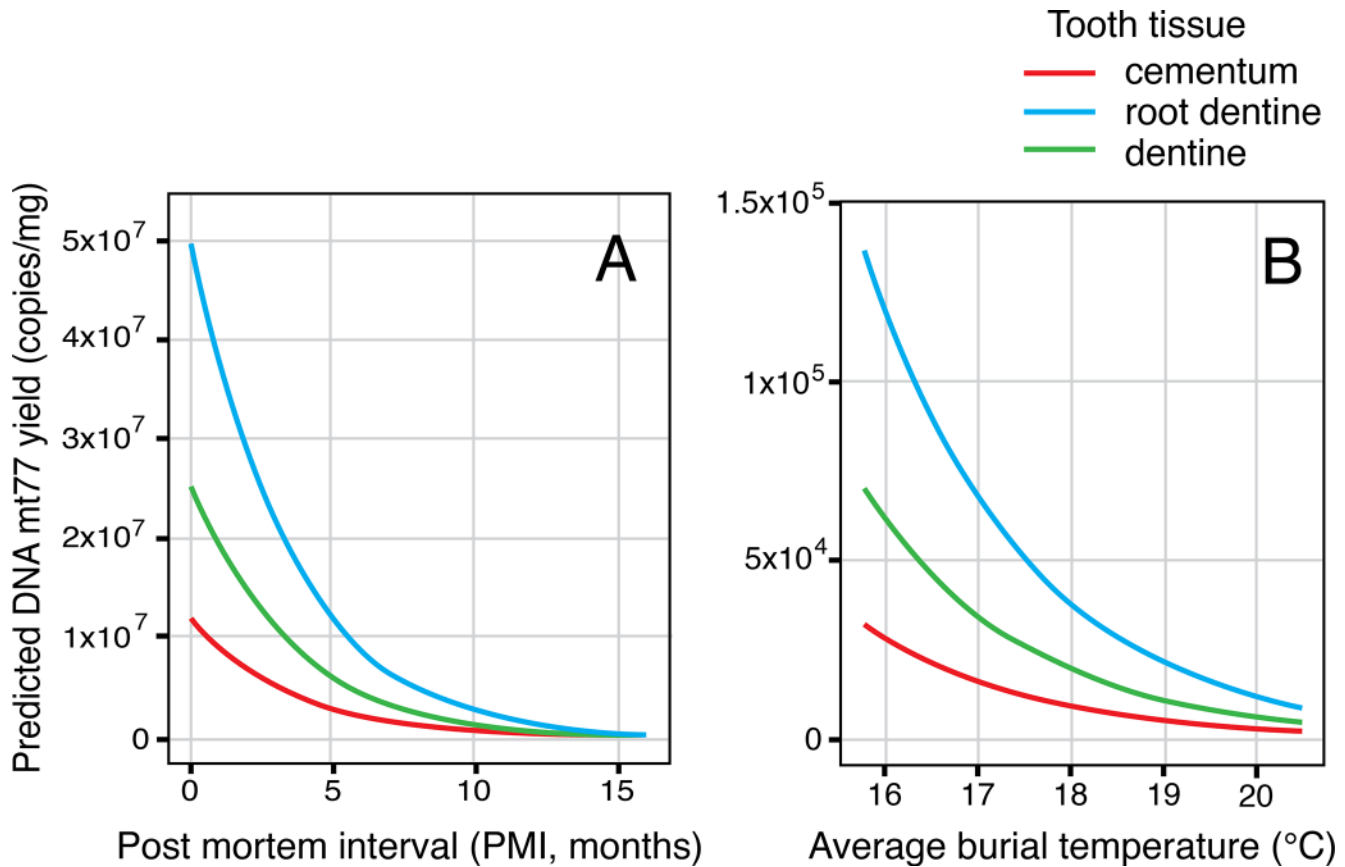 Tooth tissue
cementum
root dentine
dentine
Predicted DNA mt77 yield (copies/mg)
A
5x10⁷
4x10⁷
3x10⁷
2x10⁷
1x10⁷
0
0 5 10 15
Post mortem interval (PMI, months)
B
1.5x10⁵
1x10⁵
5x10⁴
0
16 17 18 19 20
Average burial temperature (°C)